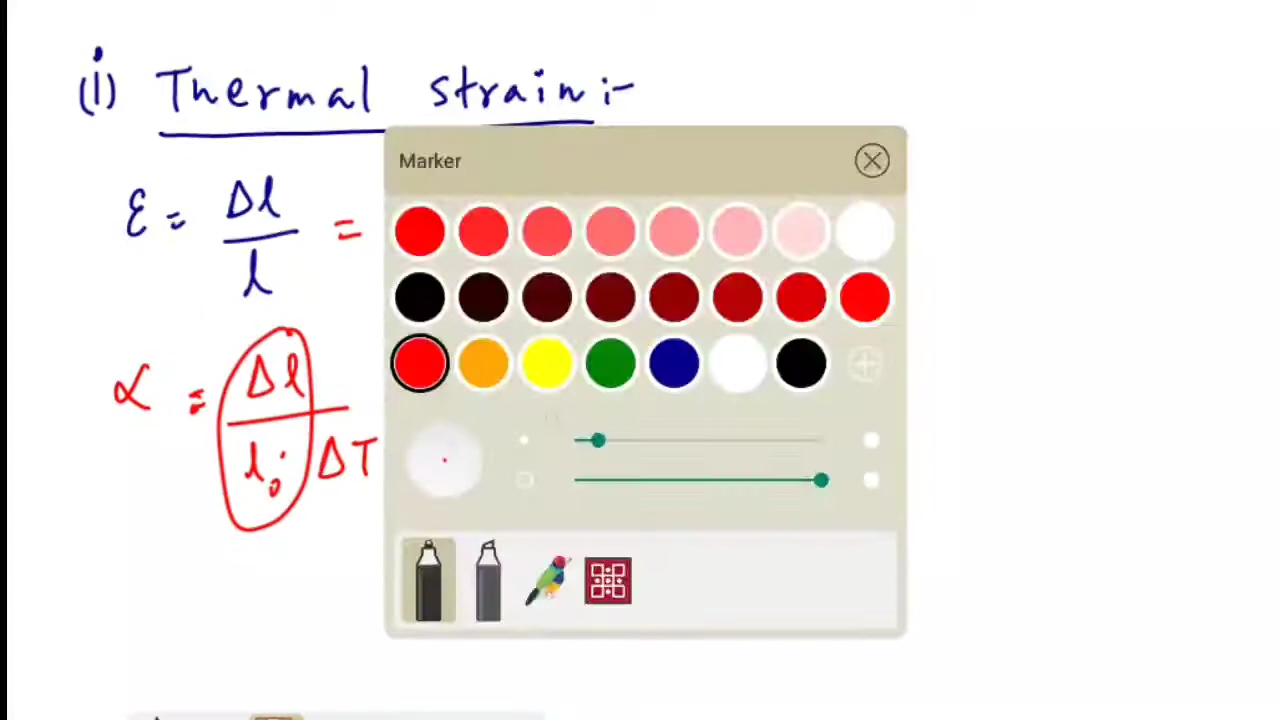 (i) Thermal strain :-
Marker
ε = Δl / l =
α = Δl / l₀ · ΔT